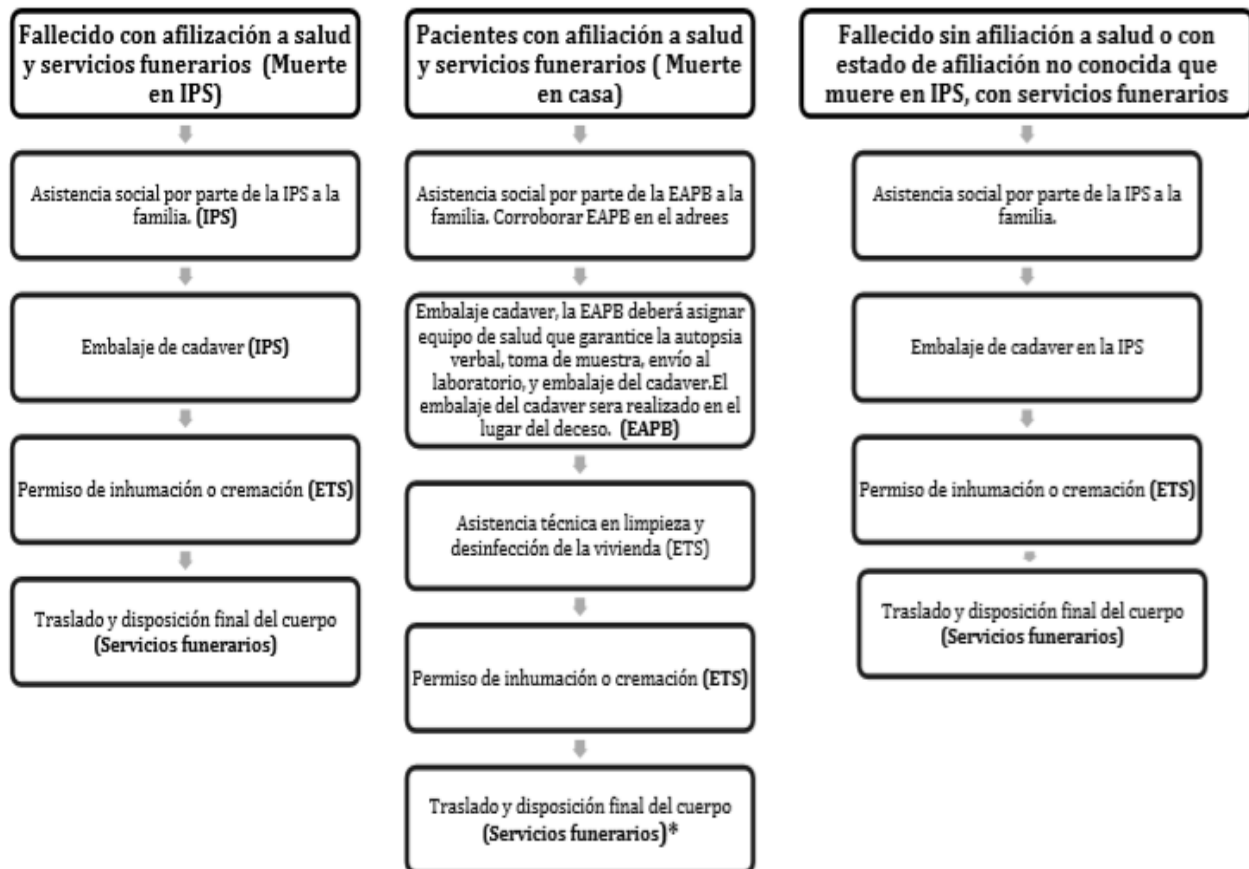 Fallecido con afilización a salud
y servicios funerarios (Muerte
en IPS)
Asistencia social por parte de la IPS a la
familia. (IPS)
Embalaje de cadaver (IPS)
Permiso de inhumación o cremación (ETS)
Traslado y disposición final del cuerpo
(Servicios funerarios)
Pacientes con afiliación a salud
y servicios funerarios ( Muerte
en casa)
Asistencia social por parte de la EAPB a la
familia. Corroborar EAPB en el adrees
Embalaje cadaver, la EAPB deberá asignar
equipo de salud que garantice la autopsia
verbal, toma de muestra, envío al
laboratorio, y embalaje del cadaver.El
embalaje del cadaver sera realizado en el
lugar del deceso. (EAPB)
Asistencia técnica en limpieza y
desinfección de la vivienda (ETS)
Permiso de inhumación o cremación (ETS)
Traslado y disposición final del cuerpo
(Servicios funerarios)*
Fallecido sin afiliación a salud o con
estado de afiliación no conocida que
muere en IPS, con servicios funerarios
Asistencia social por parte de la IPS a la
familia.
Embalaje de cadaver en la IPS
Permiso de inhumación o cremación (ETS)
Traslado y disposición final del cuerpo
(Servicios funerarios)